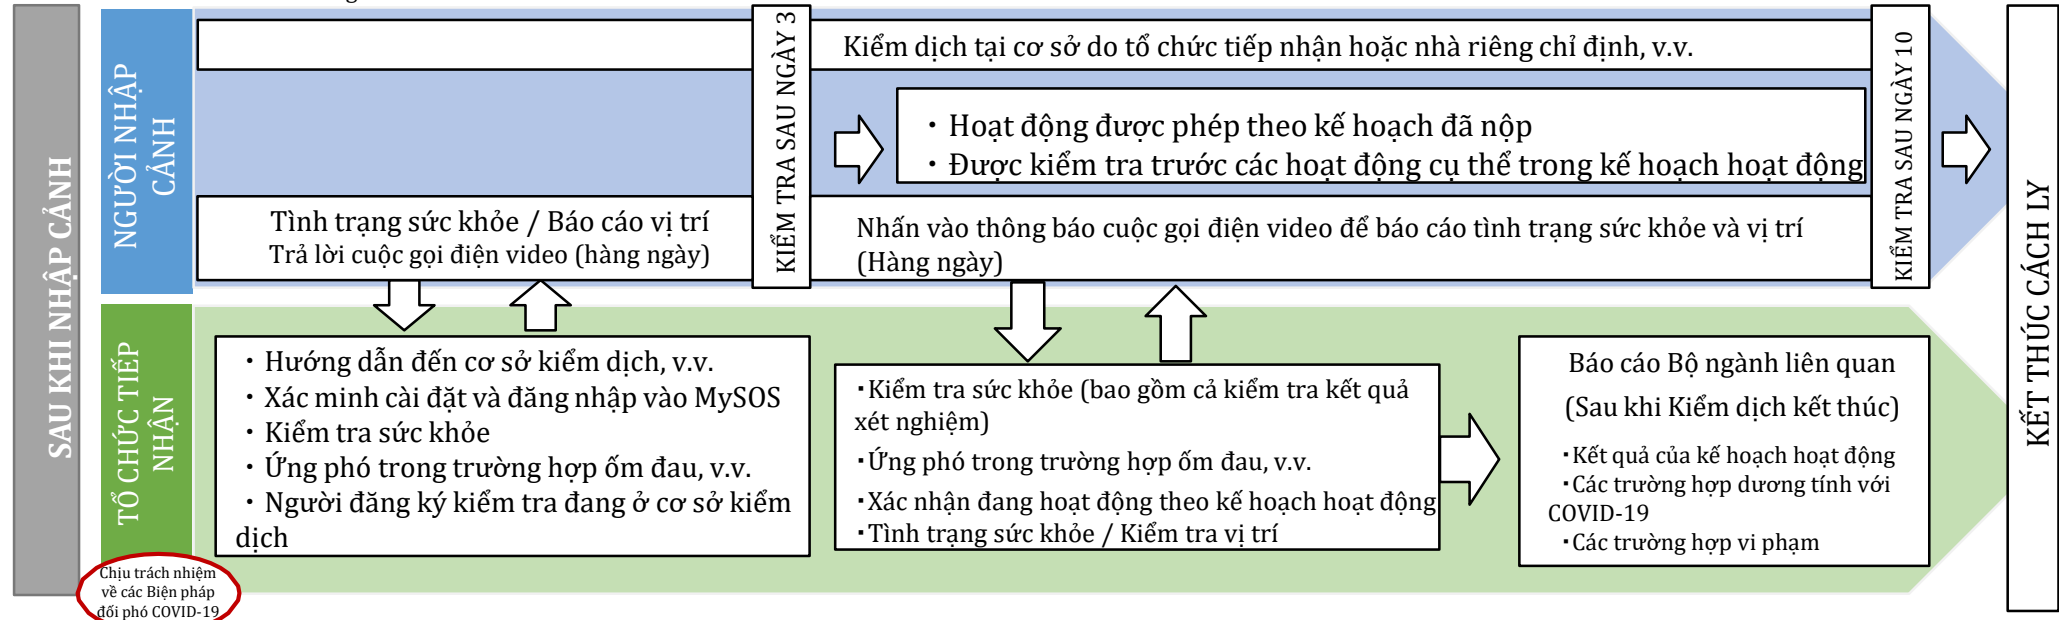 SAU KHI NHẬP CẢNH
NGƯỜI NHẬP
CẢNH
Kiểm dịch tại cơ sở do tổ chức tiếp nhận hoặc nhà riêng chỉ định, v.v.
KIỂM TRA SAU NGÀY 3
・Hoạt động được phép theo kế hoạch đã nộp
・Được kiểm tra trước các hoạt động cụ thể trong kế hoạch hoạt động
KIỂM TRA SAU NGÀY 10
Tình trạng sức khỏe / Báo cáo vị trí
Trả lời cuộc gọi điện video (hàng ngày)
Nhấn vào thông báo cuộc gọi điện video để báo cáo tình trạng sức khỏe và vị trí
(Hàng ngày)
TỔ CHỨC TIẾP
NHẬN
・Hướng dẫn đến cơ sở kiểm dịch, v.v.
・Xác minh cài đặt và đăng nhập vào MySOS
・Kiểm tra sức khỏe
・Ứng phó trong trường hợp ốm đau, v.v.
・Người đăng ký kiểm tra đang ở cơ sở kiểm
dịch
・Kiểm tra sức khỏe (bao gồm cả kiểm tra kết quả
xét nghiệm)
・Ứng phó trong trường hợp ốm đau, v.v.
・Xác nhận đang hoạt động theo kế hoạch hoạt động
・Tình trạng sức khỏe / Kiểm tra vị trí
Báo cáo Bộ ngành liên quan
(Sau khi Kiểm dịch kết thúc)
・Kết quả của kế hoạch hoạt động
・Các trường hợp dương tính với
COVID-19
・Các trường hợp vi phạm
Chịu trách nhiệm
về các Biện pháp
đối phó COVID-19
KẾT THÚC CÁCH LY